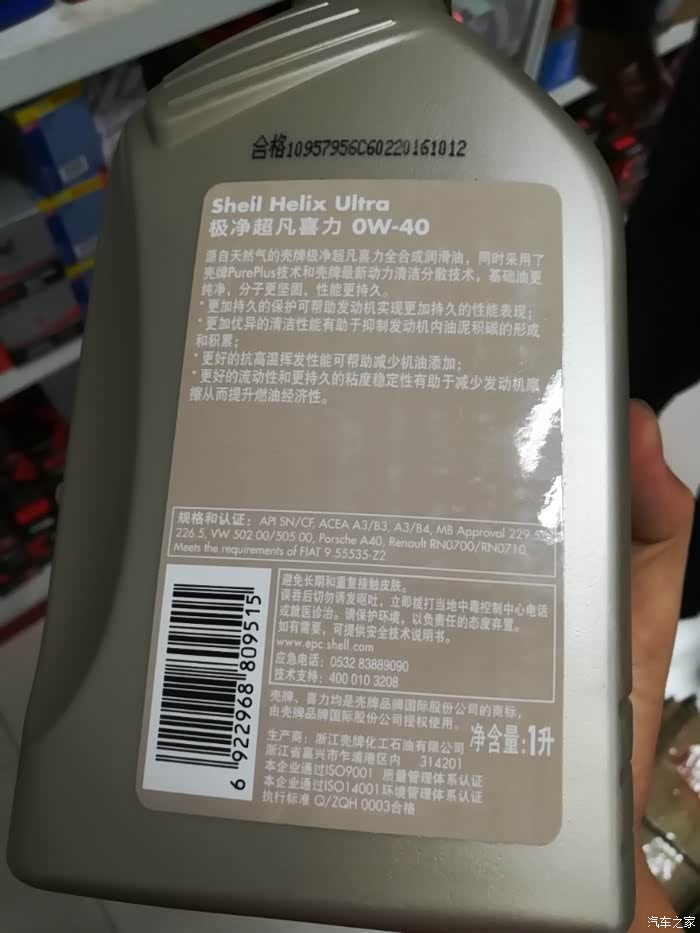 合格10957956C60220161012
Shell Helix Ultra
极净超凡喜力 0W-40
源自天然气的壳牌极净超凡喜力全合成润滑油，同时采用了
壳牌PurePlus技术和壳牌最新动力清洁分散技术，基础油更
纯净，分子更坚固，性能更持久。
·更加持久的保护可帮助发动机实现更加持久的性能表现；
·更加优异的清洁性能有助于抑制发动机内油泥积碳的形成
和积累；
·更好的抗高温挥发性能可帮助减少机油添加；
·更好的流动性和更持久的粘度稳定性有助于减少发动机摩
擦从而提升燃油经济性。
规格和认证：API SN/CF, ACEA A3/B3, A3/B4, MB Approval
226.5, VW 502 00/505 00, Porsche A40, Renault RN0700/RN0710,
Meets the requirements of FIAT 9.55535-Z2
避免长期和重复接触皮肤。
误吞后切勿诱发呕吐，立即拨打当地中毒控制中心电话
或就医诊治。请保护环境，以负责任的态度弃置。
如有需要，可提供安全技术说明书。
www.epc.shell.com
应急电话：0532 83889090
技术支持：400 010 3208
壳牌、喜力均是壳牌品牌国际股份公司的商标，
由壳牌品牌国际股份公司授权使用。
净含量:1升
生产商：浙江壳牌化工石油有限公司
浙江省嘉兴市乍浦港区内 314201
本企业通过ISO9001 质量管理体系认证
本企业通过ISO14001环境管理体系认证
执行标准 Q/ZQH 0003合格
6 922968 809515
汽车之家